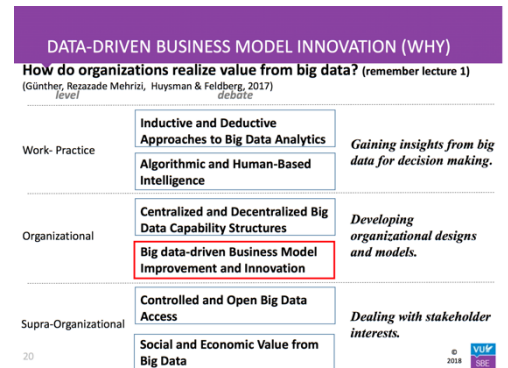 DATA-DRIVEN BUSINESS MODEL INNOVATION (WHY)
How do organizations realize value from big data? (remember lecture 1)
(Günther, Rezazade Mehrizi, Huysman & Feldberg, 2017)
level
debate
Work- Practice
Inductive and Deductive
Approaches to Big Data Analytics
Algorithmic and Human-Based
Intelligence
Gaining insights from big
data for decision making.
Organizational
Centralized and Decentralized Big
Data Capability Structures
Big data-driven Business Model
Improvement and Innovation
Developing
organizational designs
and models.
Supra-Organizational
Controlled and Open Big Data
Access
Social and Economic Value from
Big Data
Dealing with stakeholder
interests.
20
©
2018
VU
SBE